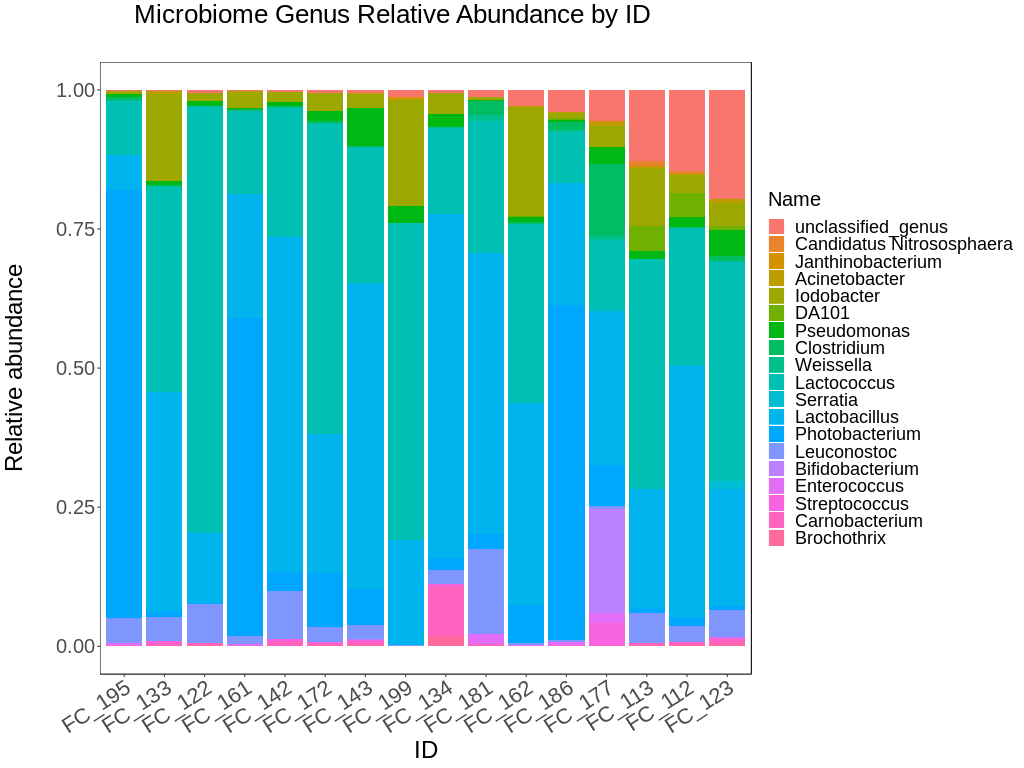 Microbiome Genus Relative Abundance by ID
Relative abundance
1.00
0.75
0.50
0.25
0.00
FC_195
FC_133
FC_122
FC_161
FC_142
FC_172
FC_143
FC_199
FC_134
FC_181
FC_162
FC_186
FC_177
FC_113
FC_112
FC_123
ID
Name
unclassified_genus
Candidatus Nitrososphaera
Janthinobacterium
Acinetobacter
Iodobacter
DA101
Pseudomonas
Clostridium
Weissella
Lactococcus
Serratia
Lactobacillus
Photobacterium
Leuconostoc
Bifidobacterium
Enterococcus
Streptococcus
Carnobacterium
Brochothrix